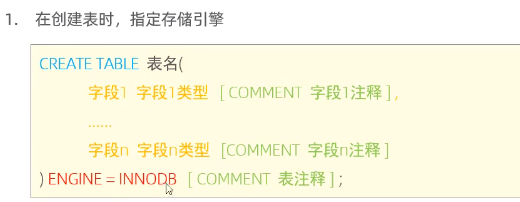 1. 在创建表时，指定存储引擎
CREATE TABLE 表名(
字段1 字段1类型 [ COMMENT 字段1注释 ] ,
......
字段n 字段n类型 [COMMENT 字段n注释 ]
) ENGINE = INNODB [ COMMENT 表注释 ] ;